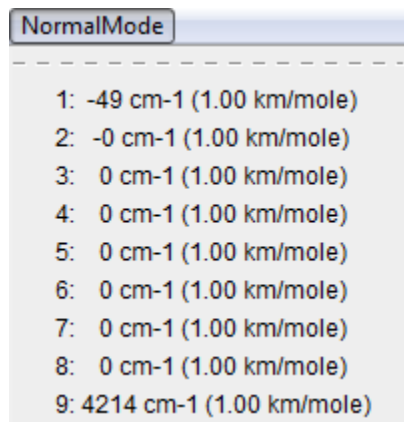 NormalMode
1: -49 cm-1 (1.00 km/mole)
2: -0 cm-1 (1.00 km/mole)
3: 0 cm-1 (1.00 km/mole)
4: 0 cm-1 (1.00 km/mole)
5: 0 cm-1 (1.00 km/mole)
6: 0 cm-1 (1.00 km/mole)
7: 0 cm-1 (1.00 km/mole)
8: 0 cm-1 (1.00 km/mole)
9: 4214 cm-1 (1.00 km/mole)